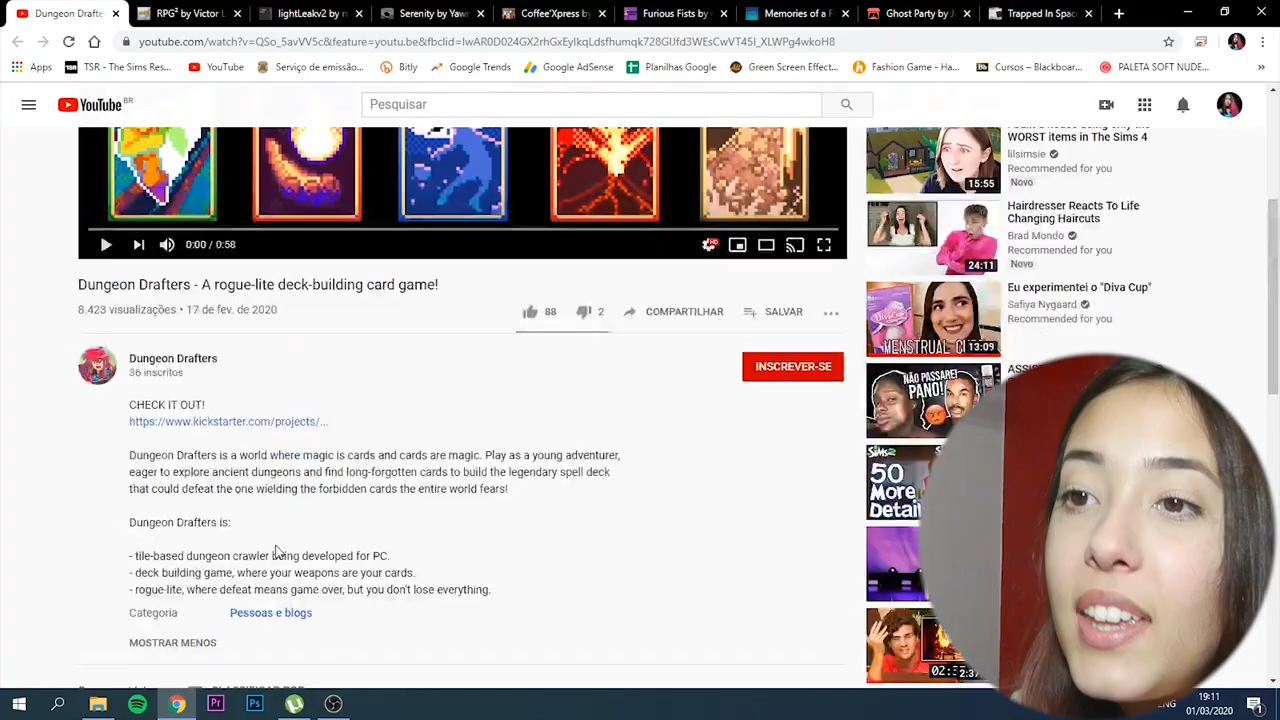 Dungeon Drafte
RPG² by Victor L
lightLeakv2 by n
Serenity by Yawr
Coffee'Xpress by
Furious Fists by
Memories of a F
Ghost Party by J
Trapped In Spac
youtube.com/watch?v=QSo_5avVV5c&feature=youtu.be&fbclid=IwAR0D024GX2rhGxEyIkqLdsfhumqk728GIJfd3WEsCwVT45l_XLWPg4wkoH8
Apps
TSR - The Sims Res...
YouTube
Serviço de emissão...
Bitly
Google Trends
Google AdSense
Planilhas Google
Green Screen Effect...
Fashion Game - Ha...
Cursos – Blackboar...
PALETA SOFT NUDE...
YouTube BR
Pesquisar
0:00 / 0:58
Dungeon Drafters - A rogue-lite deck-building card game!
8.423 visualizações • 17 de fev. de 2020
88
2
COMPARTILHAR
SALVAR
Dungeon Drafters
36 inscritos
INSCREVER-SE
CHECK IT OUT!
https://www.kickstarter.com/projects/...
Dungeon Drafters is a world where magic is cards and cards are magic. Play as a young adventurer,
eager to explore ancient dungeons and find long-forgotten cards to build the legendary spell deck
that could defeat the one wielding the forbidden cards the entire world fears!
Dungeon Drafters is:
- tile-based dungeon crawler being developed for PC.
- deck building game, where your weapons are your cards.
- rogue-lite, where defeat means game over, but you don't lose everything.
Categoria
Pessoas e blogs
MOSTRAR MENOS
WORST items in The Sims 4
lilsimsie
Recommended for you
Novo
15:55
Hairdresser Reacts To Life
Changing Haircuts
Brad Mondo
Recommended for you
Novo
24:11
Eu experimentei o "Diva Cup"
Safiya Nygaard
Recommended for you
MENSTRUAL
13:09
NÃO PASSAREI
PANO!
50
More
Detai
19:11
01/03/2020